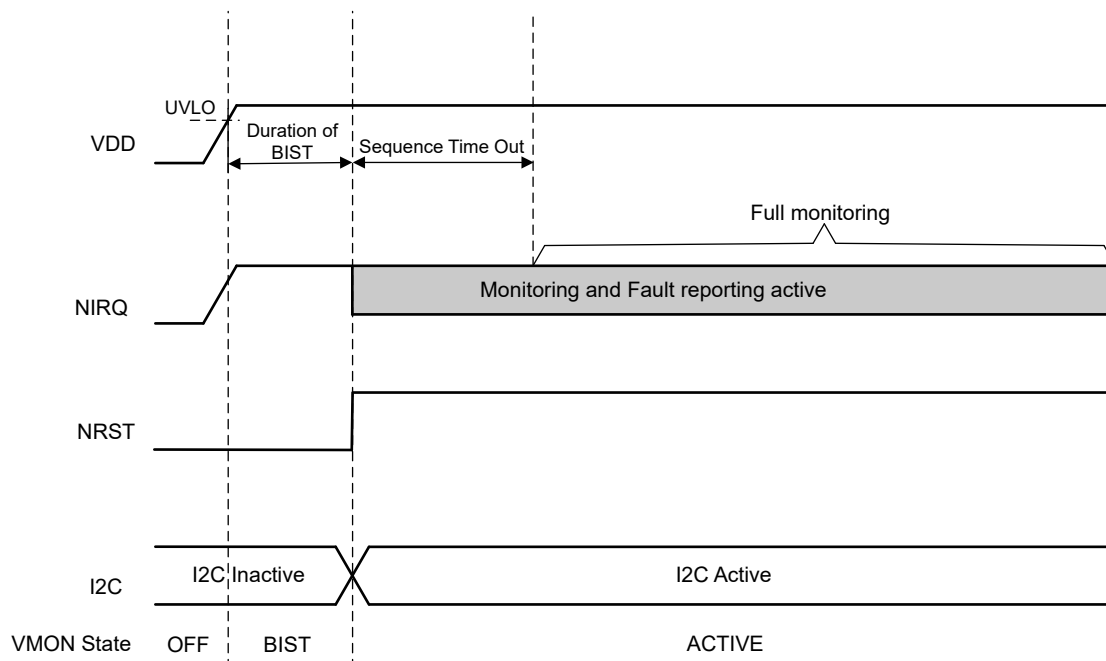 UVLO
VDD
Duration of
BIST
Sequence Time Out
Full monitoring
NIRQ
Monitoring and Fault reporting active
NRST
I2C
I2C Inactive
I2C Active
VMON State
OFF
BIST
ACTIVE